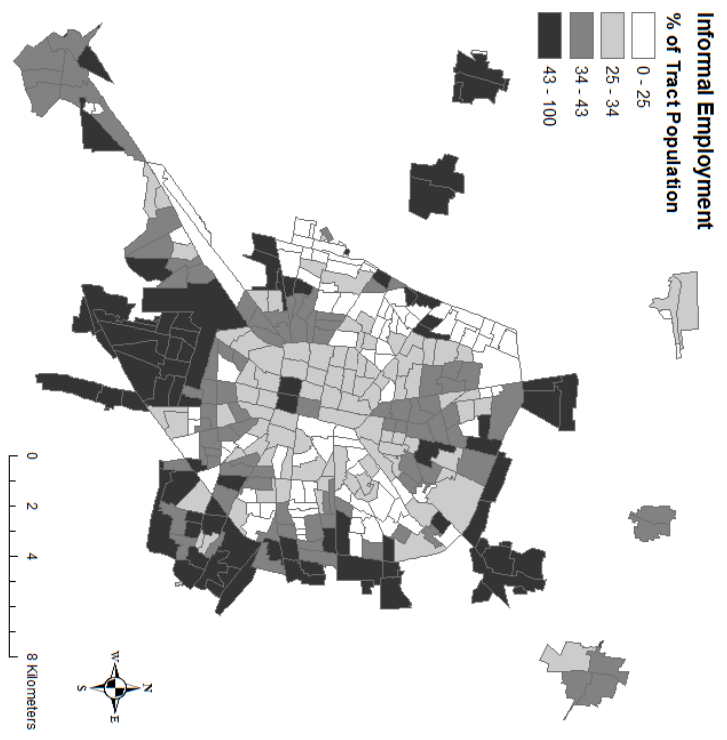 Informal Employment
% of Tract Population
0 - 25
25 - 34
34 - 43
43 - 100
0 2 4 8 Kilometers
N
W E
S